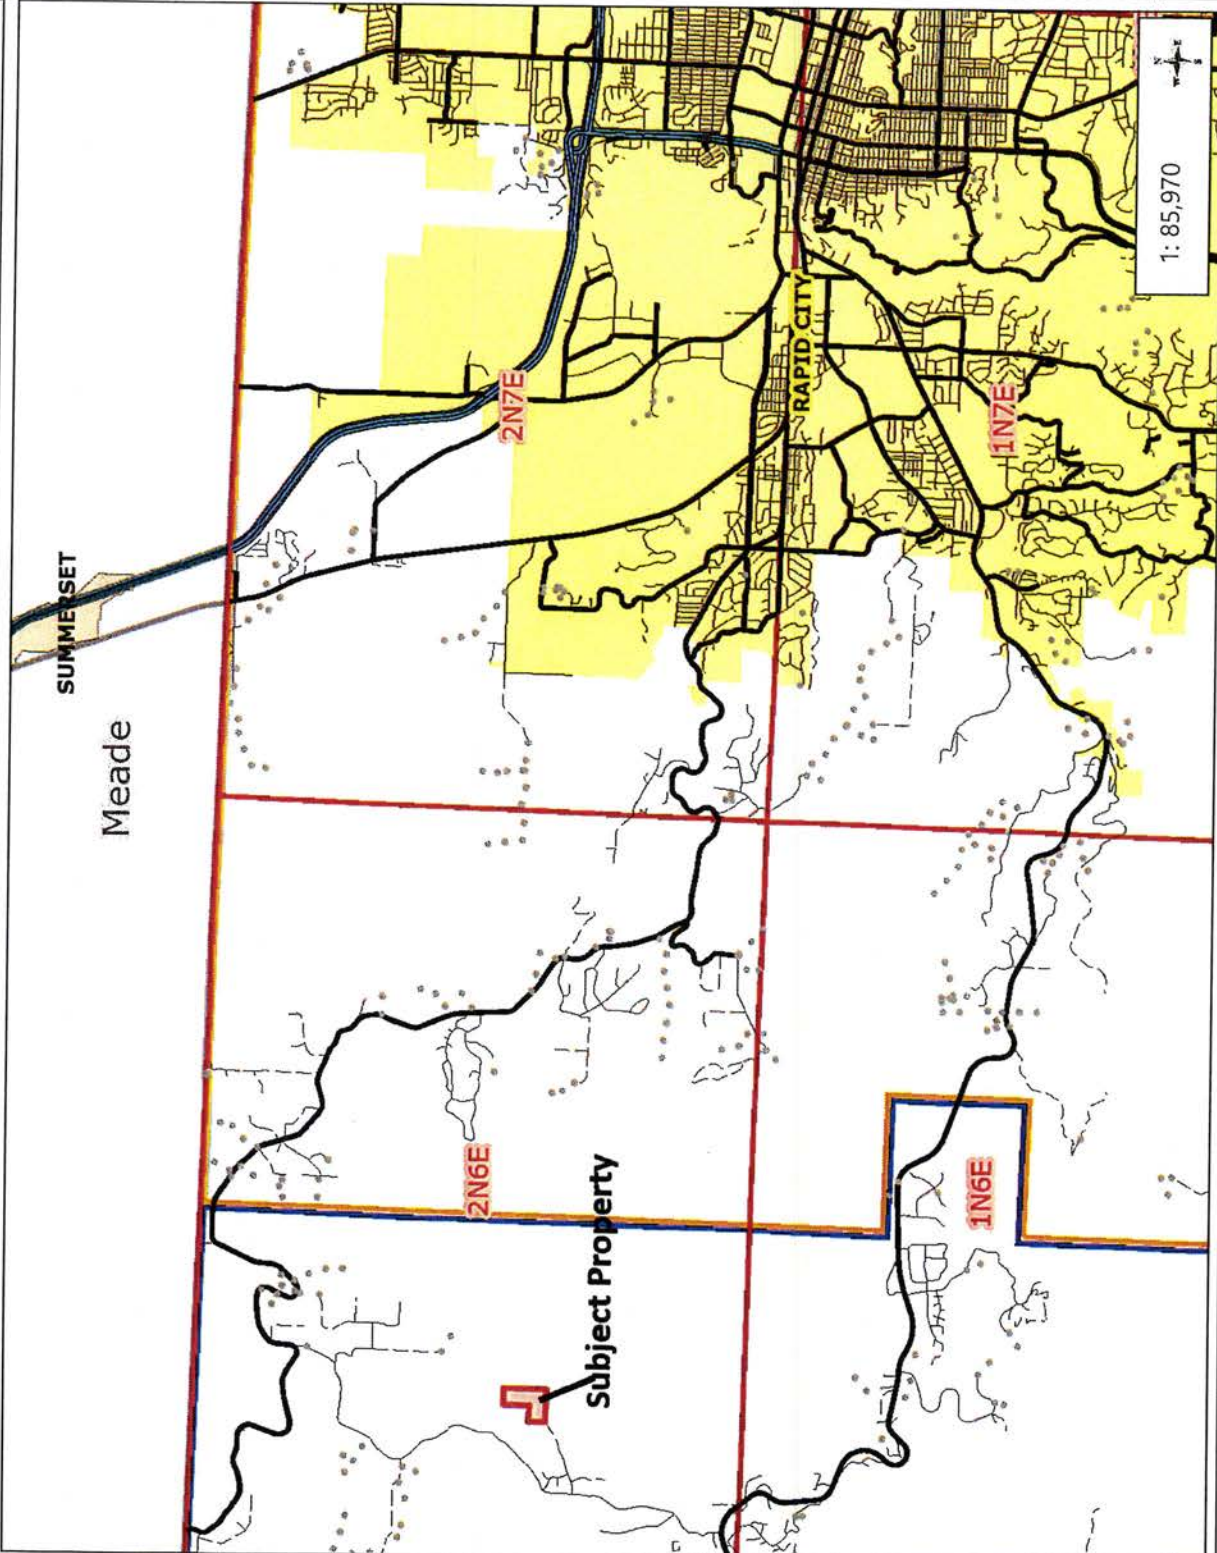 SUMMERSET
Meade
2N7E
RAPID CITY
1N7E
2N6E
1N6E
Subject Property
1: 85,970
N
W
E
S